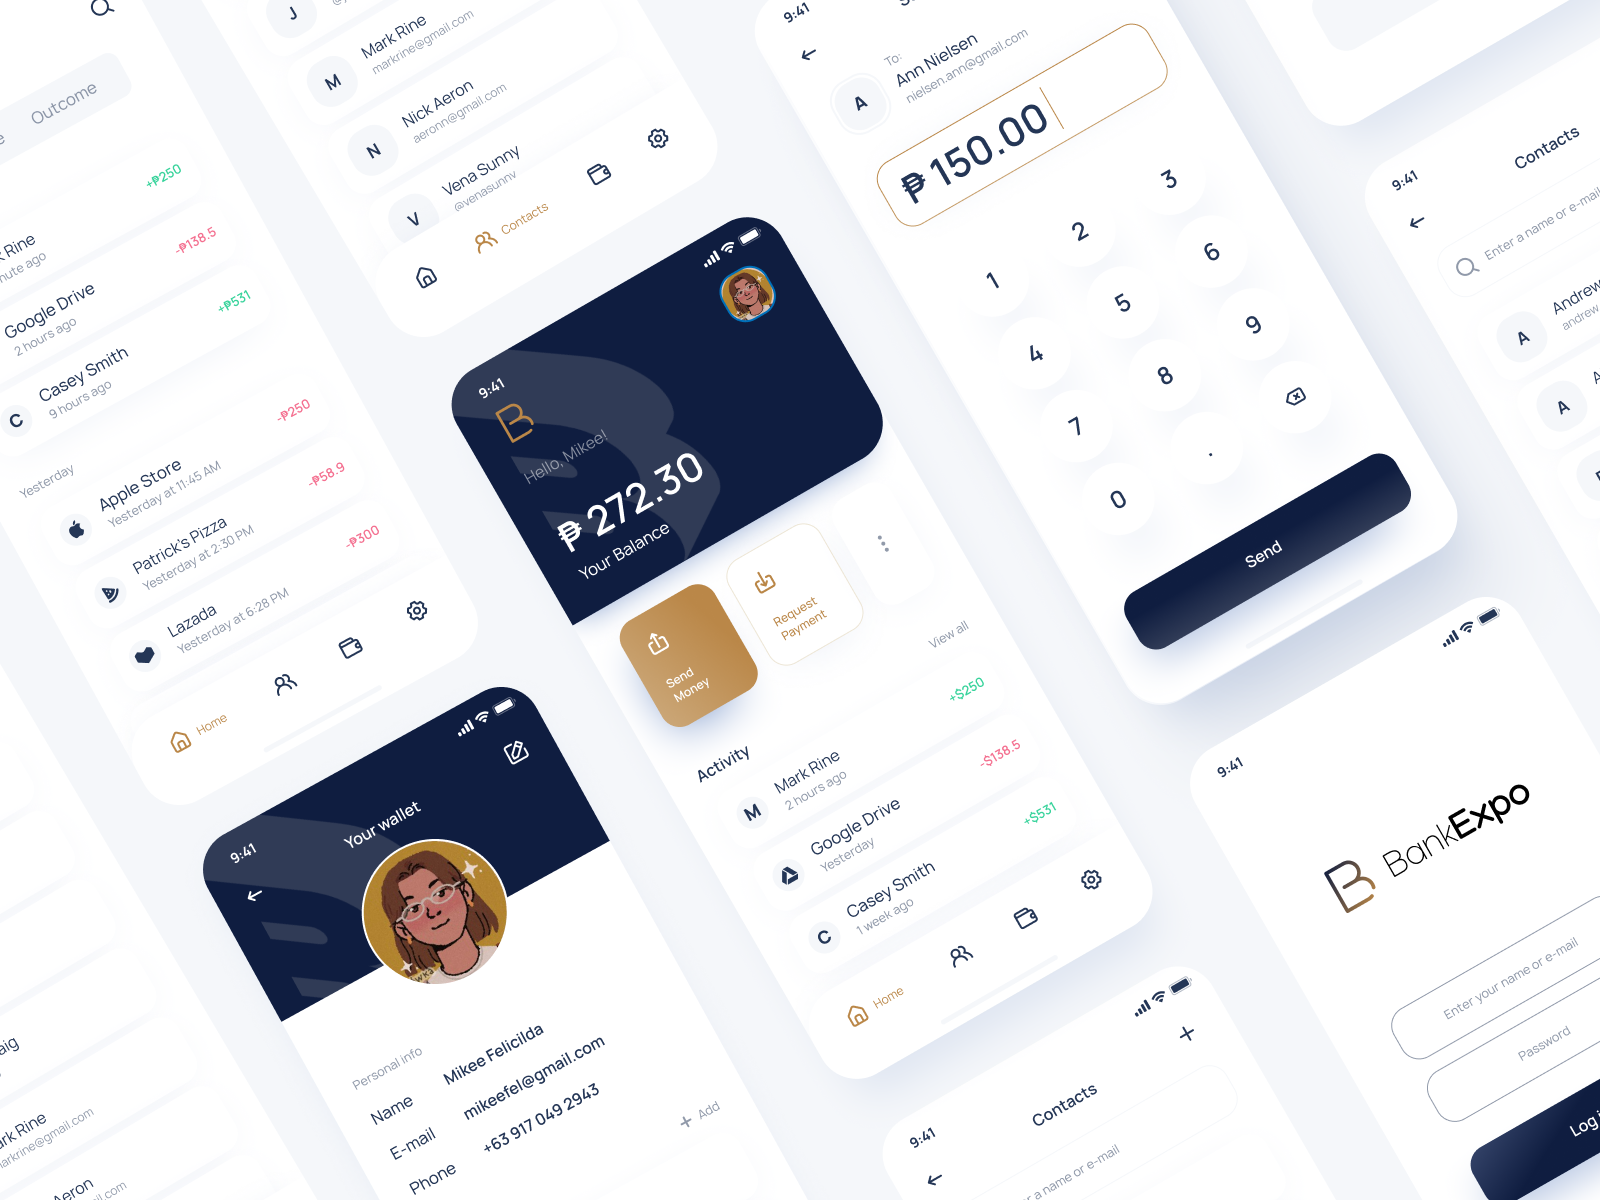 Outcome
+₱250
Rine
ute ago
-₱138.5
Google Drive
2 hours ago
+₱531
C
Casey Smith
9 hours ago
Yesterday
-₱250
Apple Store
Yesterday at 11:45 AM
-₱58.9
Patrick's Pizza
Yesterday at 2:30 PM
-₱300
Lazada
Yesterday at 6:28 PM
Home
J
M
Mark Rine
markrine@gmail.com
N
Nick Aeron
aeronn@gmail.com
V
Vena Sunny
@venasunny
Contacts
9:41
Hello, Mikee!
₱ 272.30
Your Balance
Send
Money
Request
Payment
View all
Activity
M
Mark Rine
2 hours ago
+$250
Google Drive
Yesterday
-$138.5
C
Casey Smith
1 week ago
+$531
Home
9:41
Your wallet
Personal info
Name
Mikee Felicilda
E-mail
mikeefel@gmail.com
Phone
+63 917 049 2943
+ Add
9:41
To:
A
Ann Nielsen
nielsen.ann@gmail.com
₱ 150.00
1
2
3
4
5
6
7
8
9
0
.
Send
9:41
Contacts
Enter a name or e-mail
A
Andrew
andrew
A
9:41
BankExpo
Enter your name or e-mail
Password
Log i
9:41
Contacts
r a name or e-mail
aig
rk Rine
arkrine@gmail.com
Aeron
ail.com